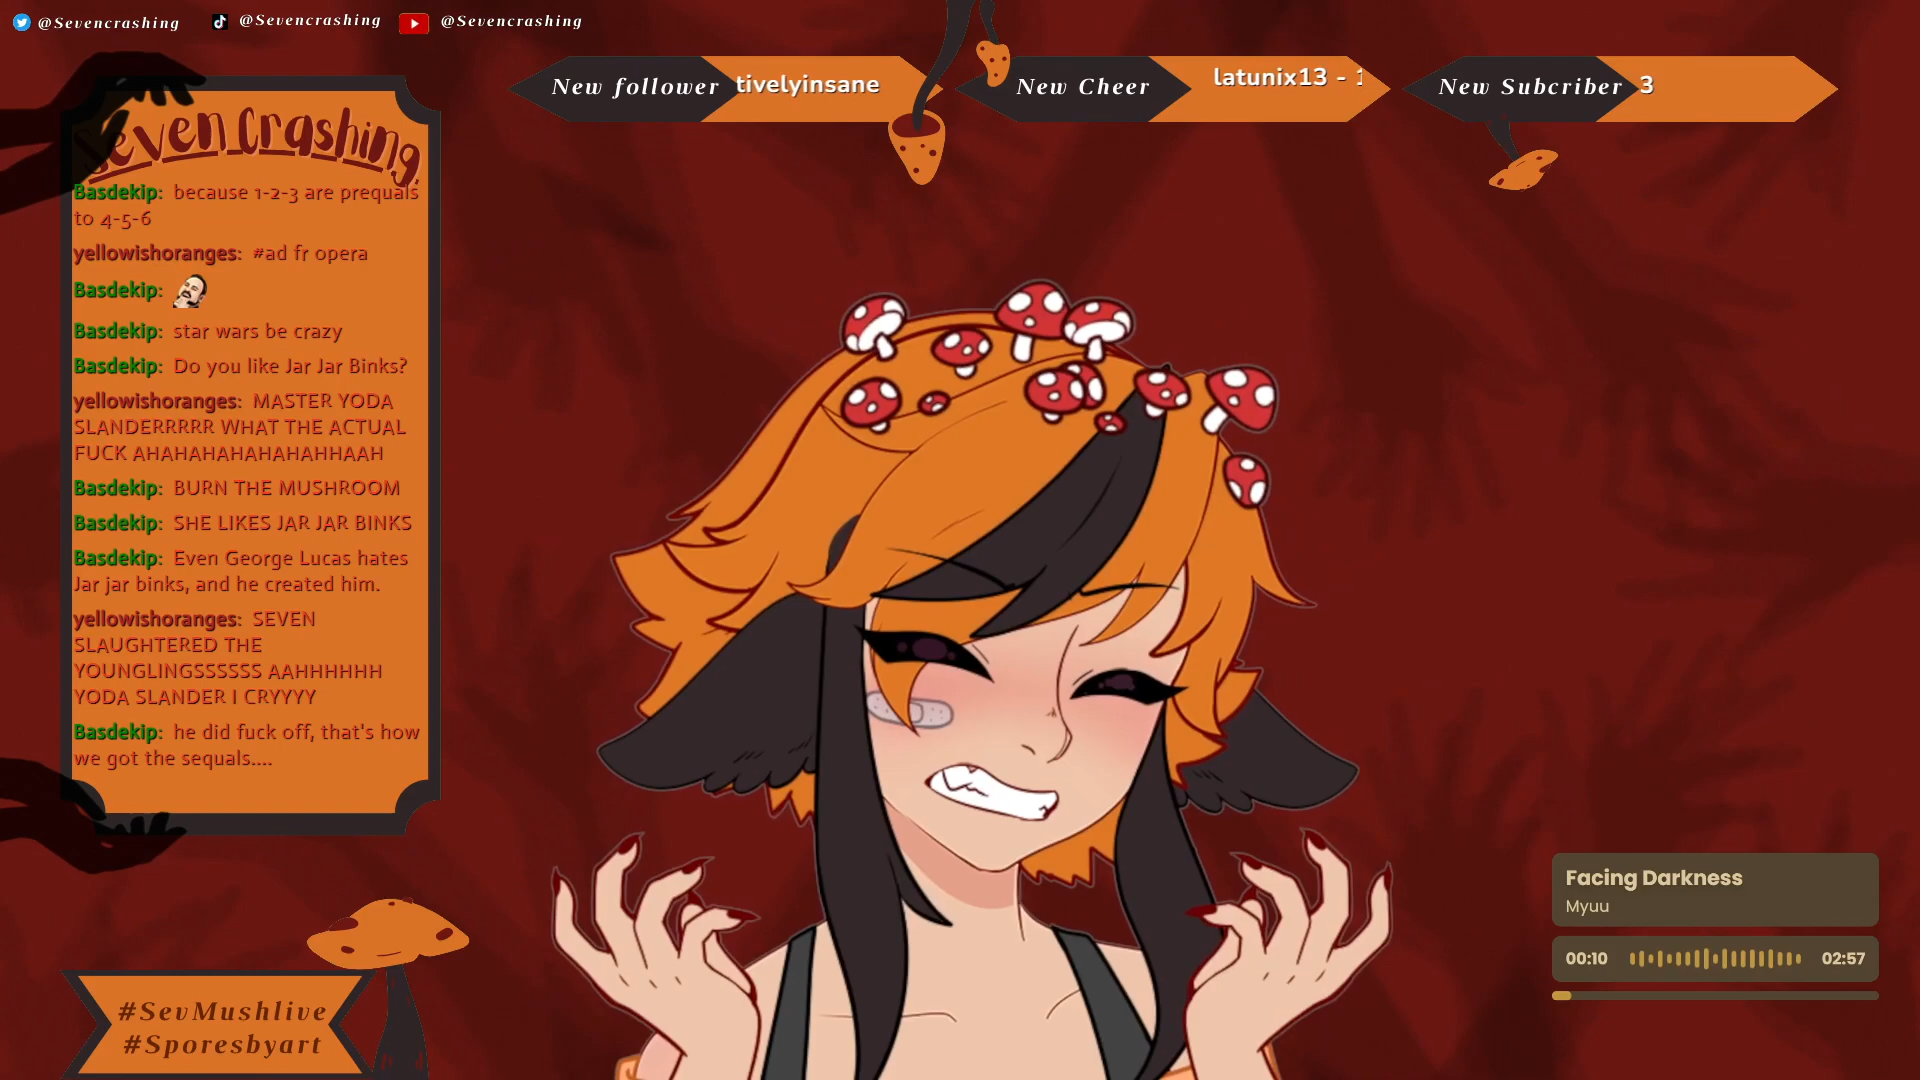 @Sevencrashing @Sevencrashing @Sevencrashing
New follower tivelyinsane New Cheer latunix13 - New Subcriber 3
Seven Crashing
Basdekip: because 1-2-3 are prequals
to 4-5-6
yellowishoranges: #ad fr opera
Basdekip:
Basdekip: star wars be crazy
Basdekip: Do you like Jar Jar Binks?
yellowishoranges: MASTER YODA
SLANDERRRRR WHAT THE ACTUAL
FUCK AHAHAHAHAHAHAHHAAH
Basdekip: BURN THE MUSHROOM
Basdekip: SHE LIKES JAR JAR BINKS
Basdekip: Even George Lucas hates
Jar jar binks, and he created him.
yellowishoranges: SEVEN
SLAUGHTERED THE
YOUNGLINGSSSSSS AAHHHHHH
YODA SLANDER I CRYYYY
Basdekip: he did fuck off, that's how
we got the sequals....
#SevMushlive
#Sporesbyart
Facing Darkness
Myuu
00:10 02:57